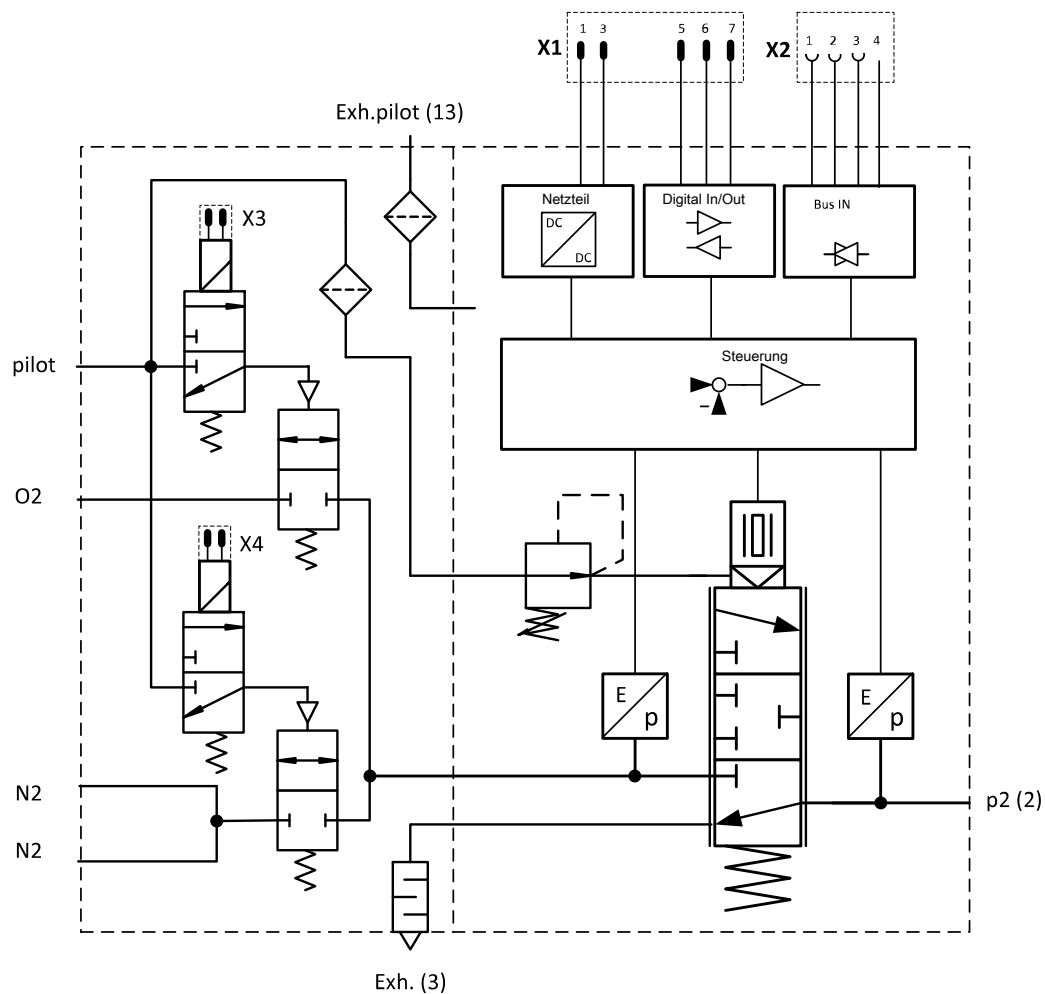 X1 1 3 5 6 7
X2 1 2 3 4
Exh.pilot (13)
Netzteil
DC
DC
Digital In/Out
Bus IN
X3
pilot
Steuerung
O2
X4
E
p
E
p
N2
N2
p2 (2)
Exh. (3)